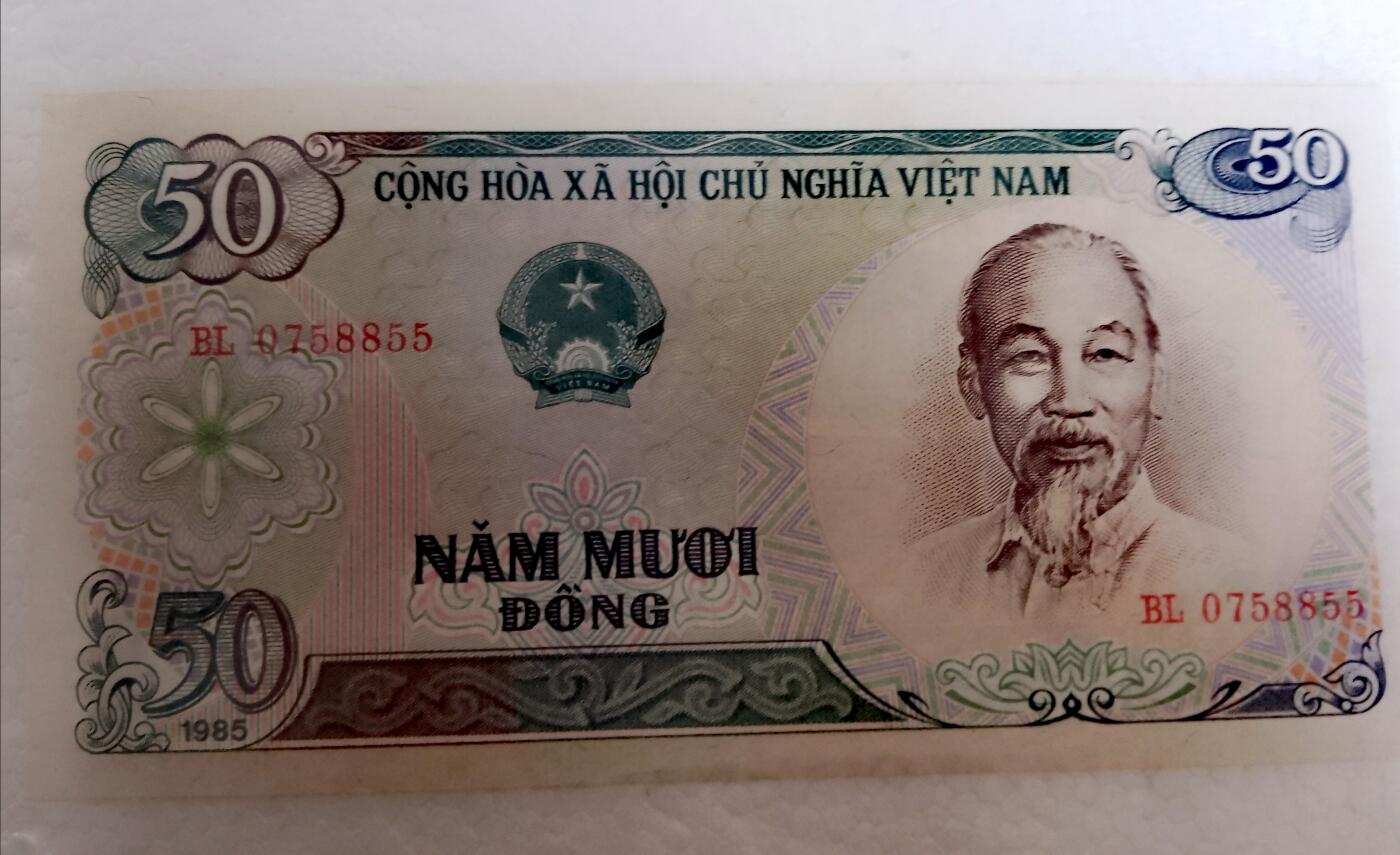 50
50
CỘNG HÒA XÃ HỘI CHỦ NGHĨA VIỆT NAM
BL 0758855
VIỆT NAM
NĂM MƯƠI
ĐỒNG
BL 0758855
50
1985